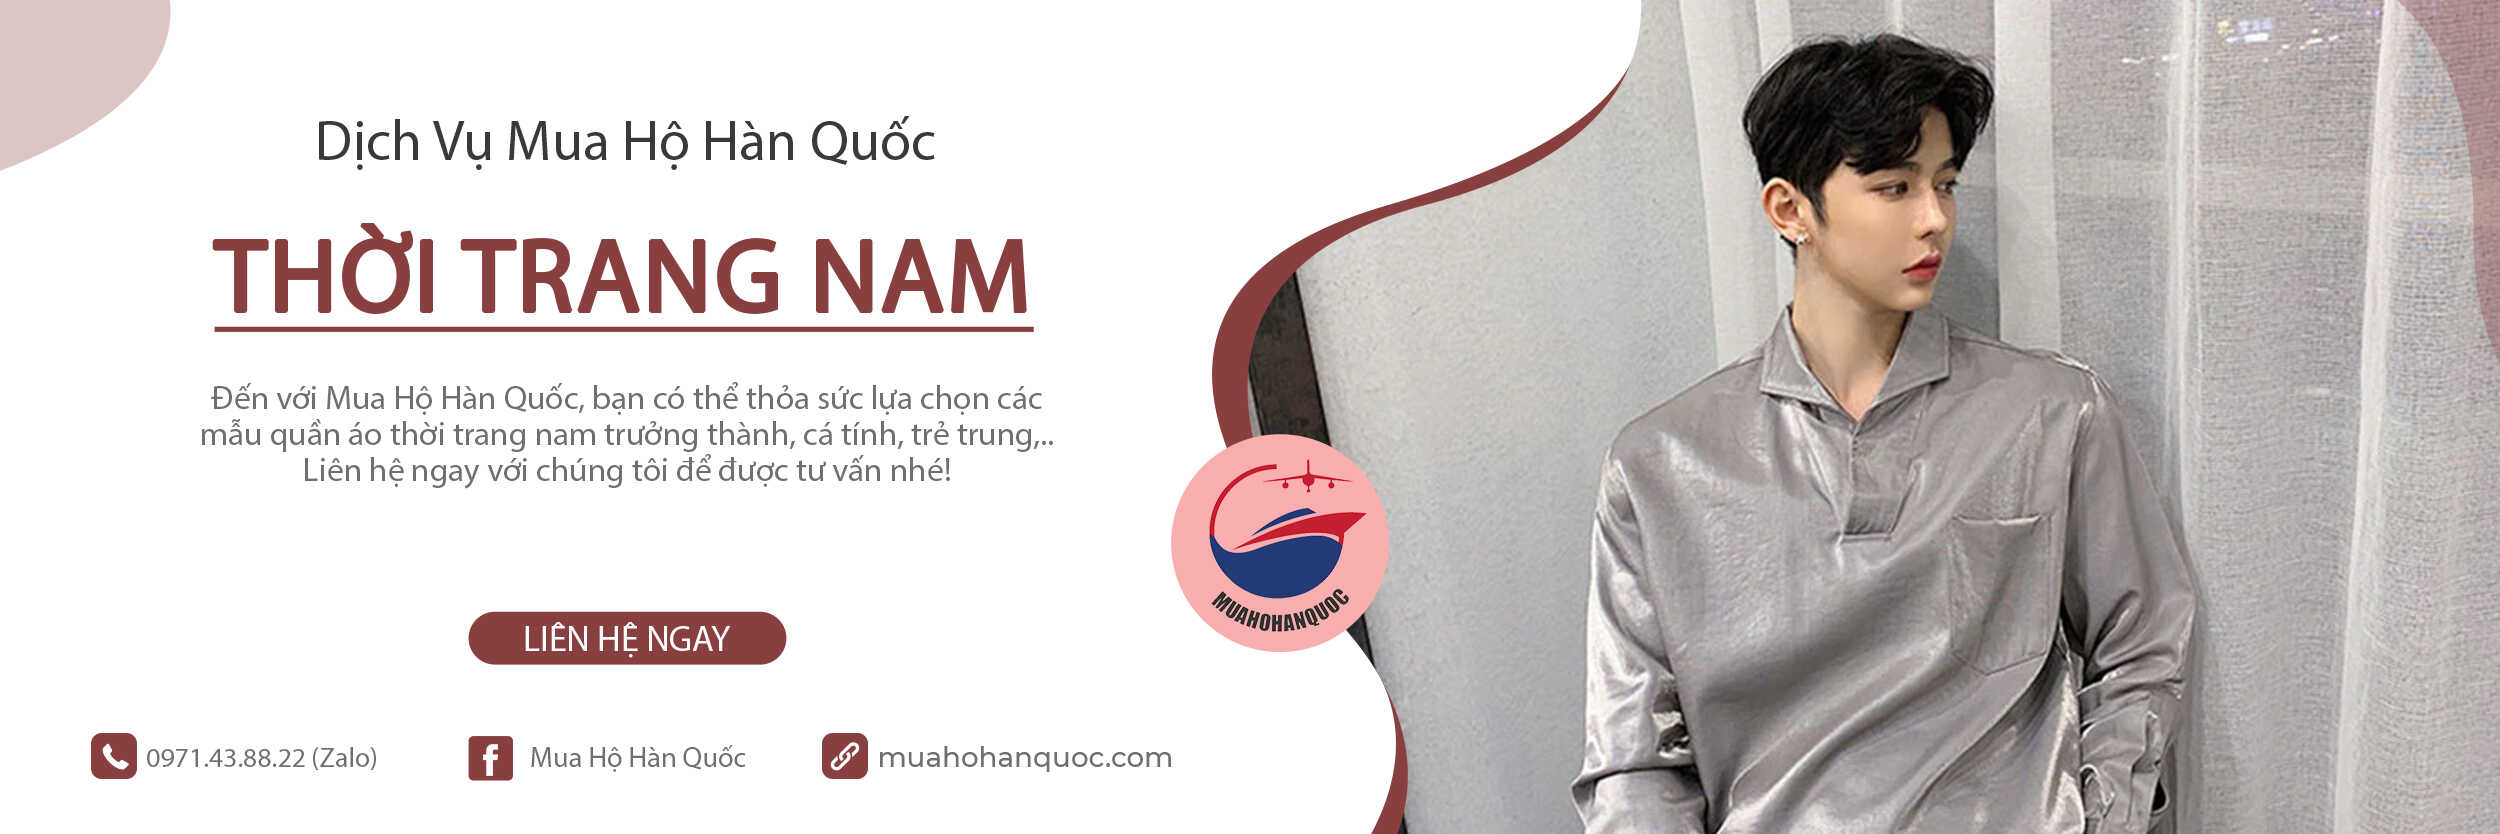 Dịch Vụ Mua Hộ Hàn Quốc
THỜI TRANG NAM
Đến với Mua Hộ Hàn Quốc, bạn có thể thỏa sức lựa chọn các
mẫu quần áo thời trang nam trưởng thành, cá tính, trẻ trung,..
Liên hệ ngay với chúng tôi để được tư vấn nhé!
MUAHOHANQUOC
LIÊN HỆ NGAY
0971.43.88.22 (Zalo)
Mua Hộ Hàn Quốc
muahohanquoc.com